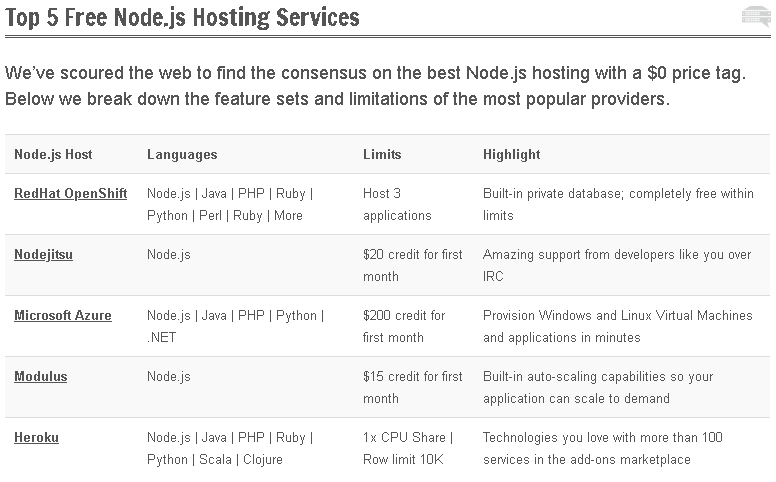 Top 5 Free Node.js Hosting Services
We've scoured the web to find the consensus on the best Node.js hosting with a $0 price tag.
Below we break down the feature sets and limitations of the most popular providers.
Node.js Host Languages Limits Highlight
RedHat OpenShift Node.js | Java | PHP | Ruby | Host 3 Built-in private database; completely free within
Python | Perl | Ruby | More applications limits
Nodejitsu Node.js $20 credit for first Amazing support from developers like you over
month IRC
Microsoft Azure Node.js | Java | PHP | Python | $200 credit for Provision Windows and Linux Virtual Machines
.NET first month and applications in minutes
Modulus Node.js $15 credit for first Built-in auto-scaling capabilities so your
month application can scale to demand
Heroku Node.js | Java | PHP | Ruby | 1x CPU Share | Technologies you love with more than 100
Python | Scala | Clojure Row limit 10K services in the add-ons marketplace